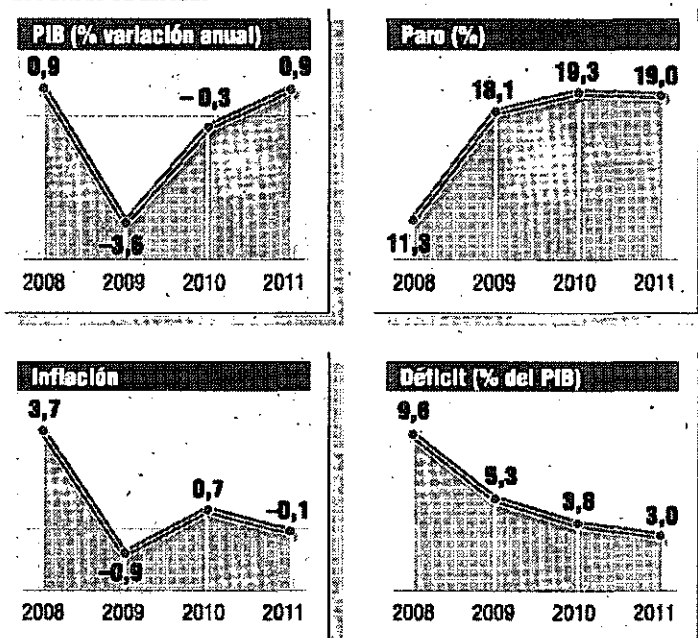 PIB (% variación anual)
0,9
-3,6
-0,3
0,9
2008 2009 2010 2011
Paro (%)
11,3
18,1
19,3
19,0
2008 2009 2010 2011
Inflación
3,7
-0,9
0,7
-0,1
2008 2009 2010 2011
Déficit (% del PIB)
9,6
5,3
3,8
3,0
2008 2009 2010 2011